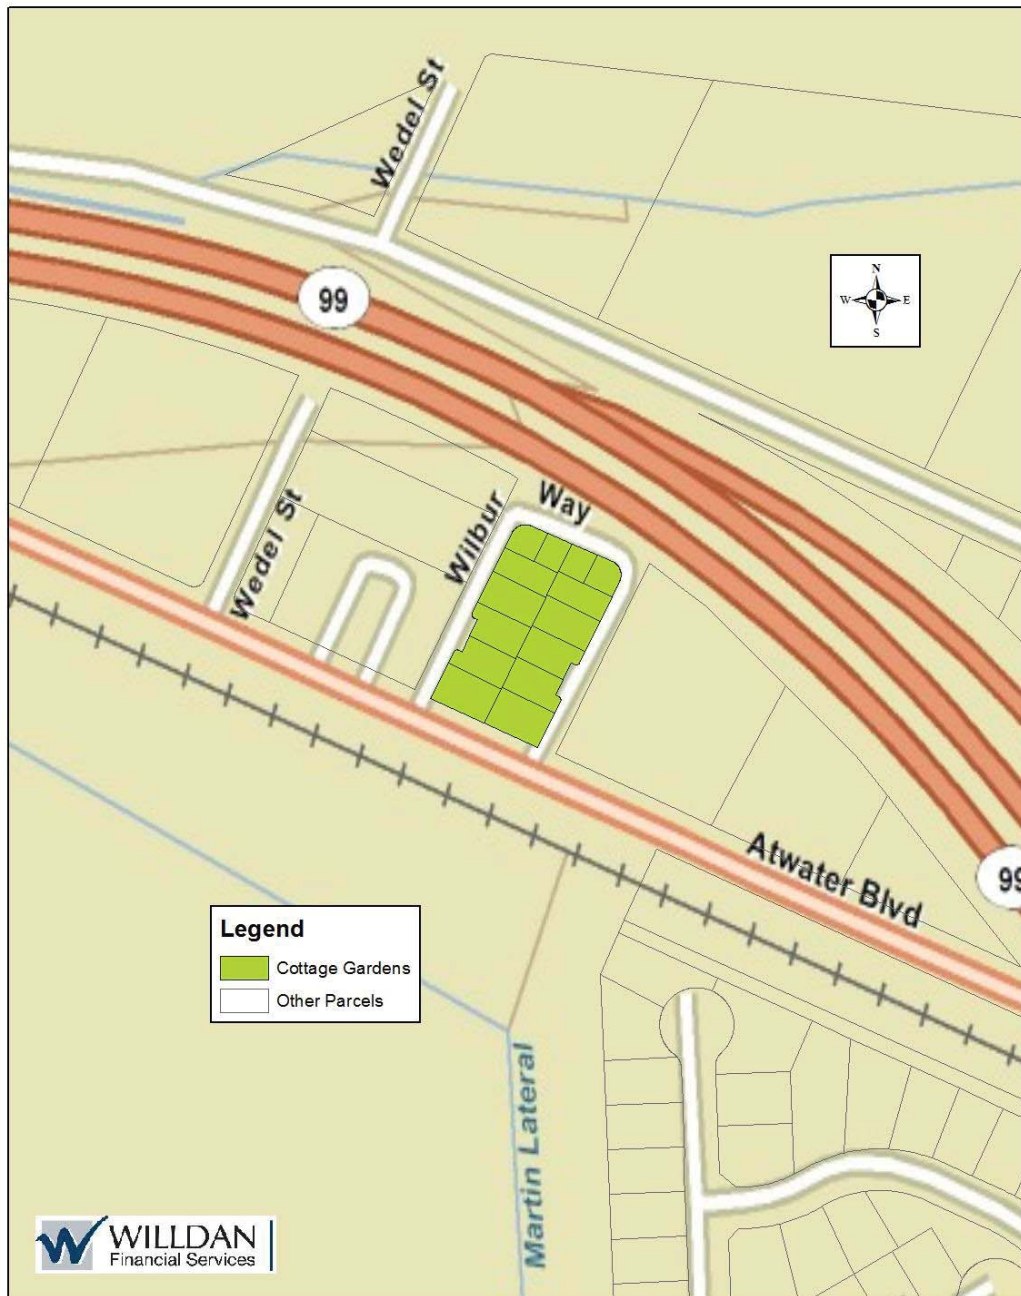 Wedel St
99
N
W E
S
Way
Wilbur
Wedel St
Atwater Blvd
99
Legend
Cottage Gardens
Other Parcels
Martin Lateral
WILLDAN
Financial Services